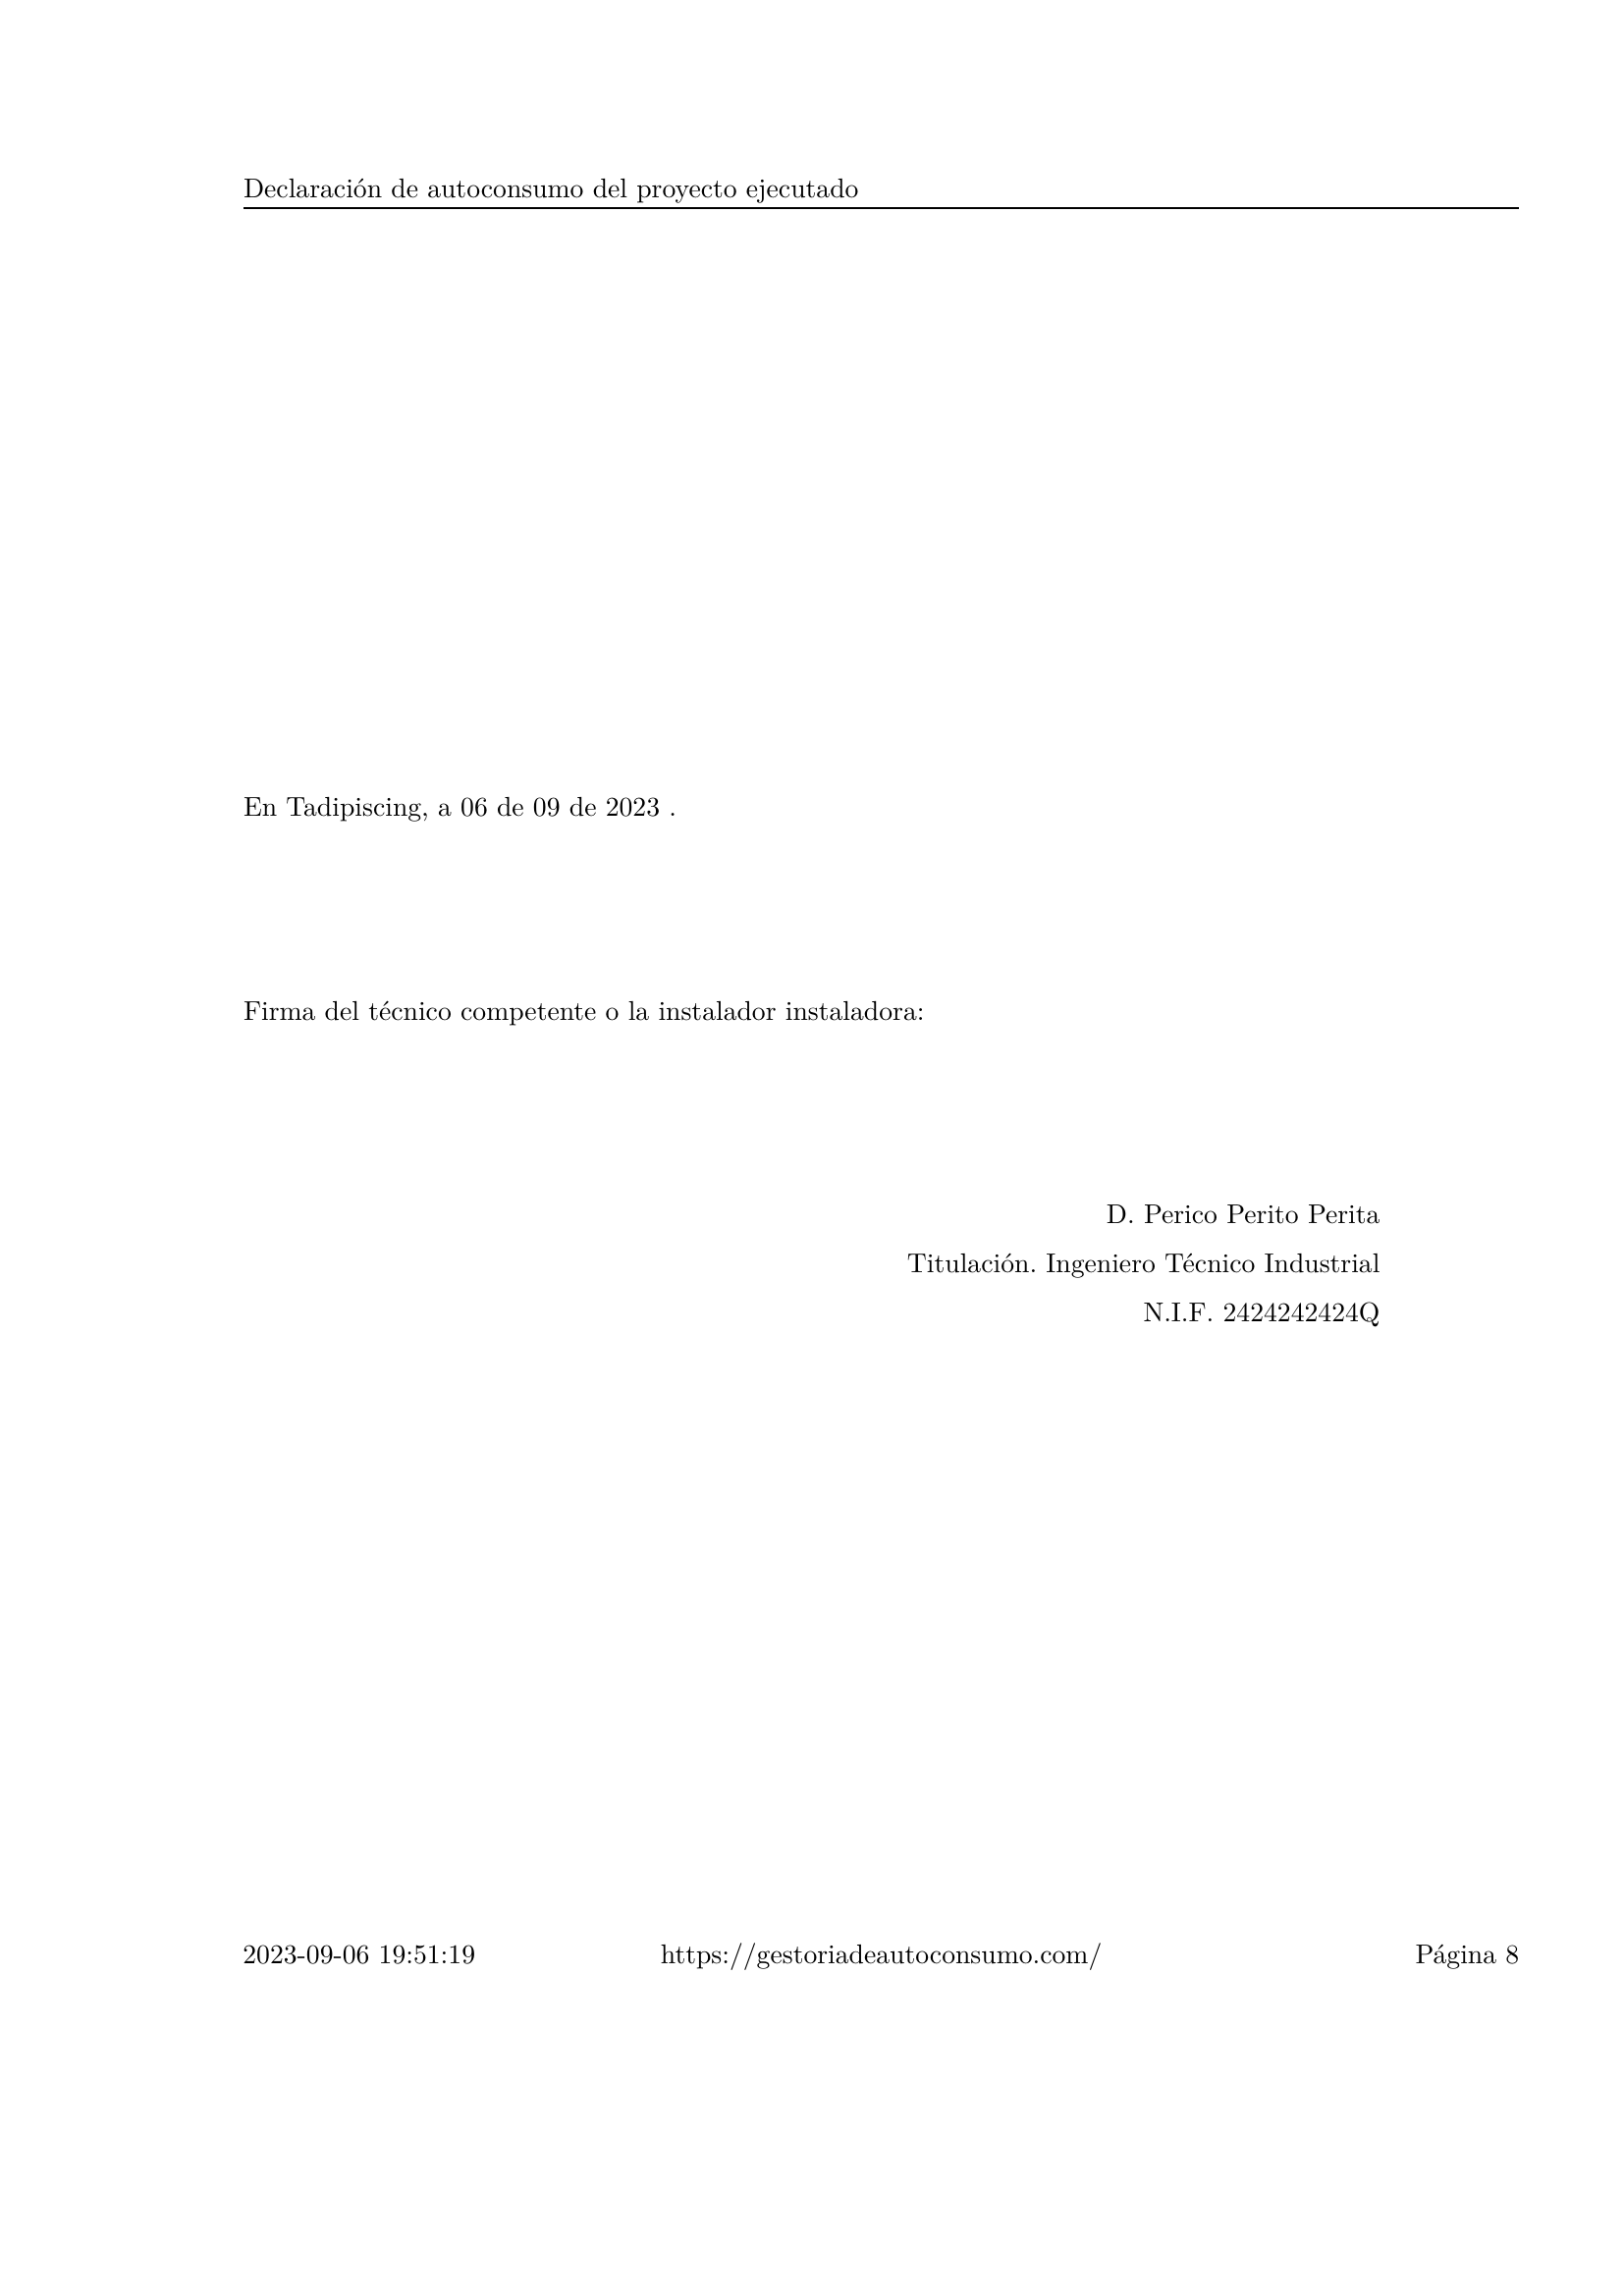 Declaración de autoconsumo del proyecto ejecutado
En Tadipiscing, a 06 de 09 de 2023 .
Firma del técnico competente o la instalador instaladora:
D. Perico Perito Perita
Titulación. Ingeniero Técnico Industrial
N.I.F. 2424242424Q
2023-09-06 19:51:19 https://gestoriadeautoconsumo.com/ Página 8